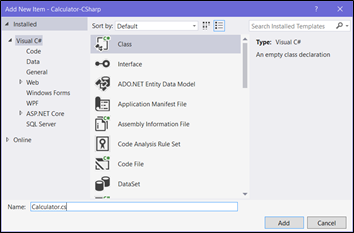 Add New Item - Calculator-CSharp
Installed
Visual C#
Code
Data
General
Web
Windows Forms
WPF
ASP.NET Core
SQL Server
Online
Sort by: Default
Class
Interface
ADO.NET Entity Data Model
Application Manifest File
Assembly Information File
Code Analysis Rule Set
Code File
DataSet
Search Installed Templates
Type: Visual C#
An empty class declaration
Name: Calculator.cs
Add
Cancel